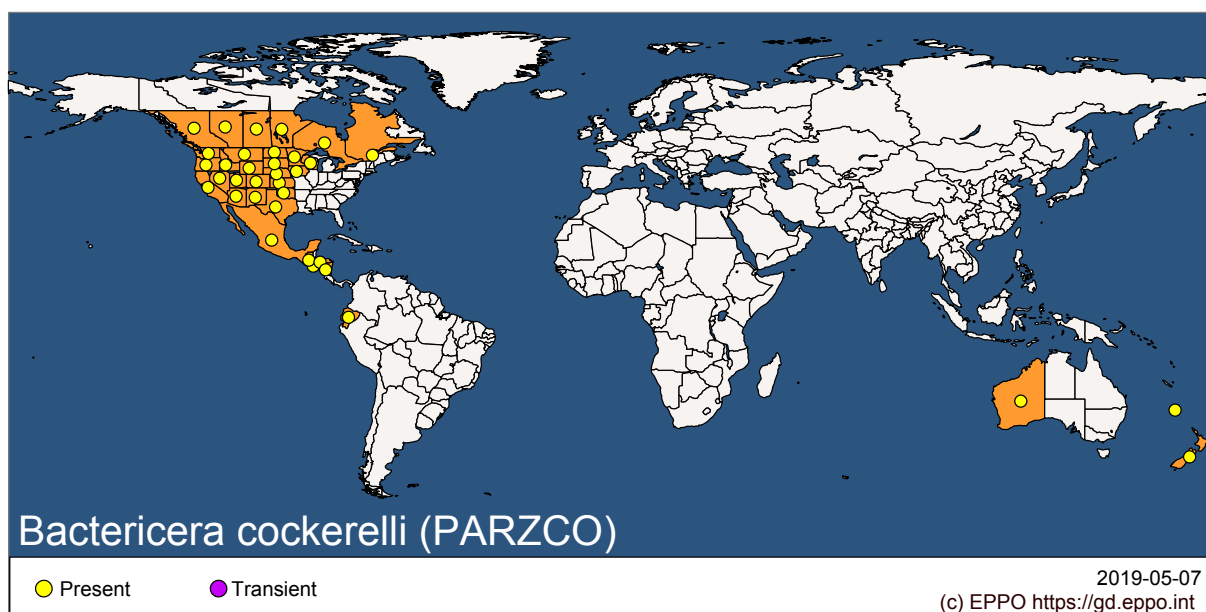 Bactericera cockerelli (PARZCO)
Present
Transient
2019-05-07
(c) EPPO https://gd.eppo.int